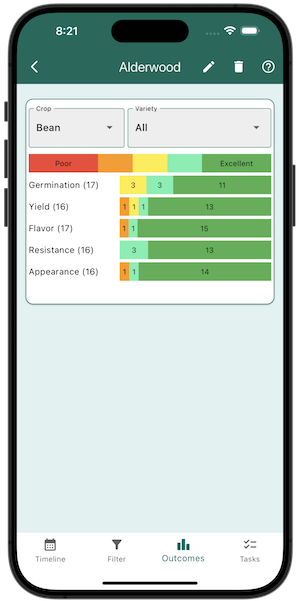 8:21
Alderwood
Crop Variety
Bean All
Poor Excellent
Germination (17) 3 3 11
Yield (16) 1 1 1 13
Flavor (17) 1 1 15
Resistance (16) 3 13
Appearance (16) 1 1 14
Timeline Filter Outcomes Tasks